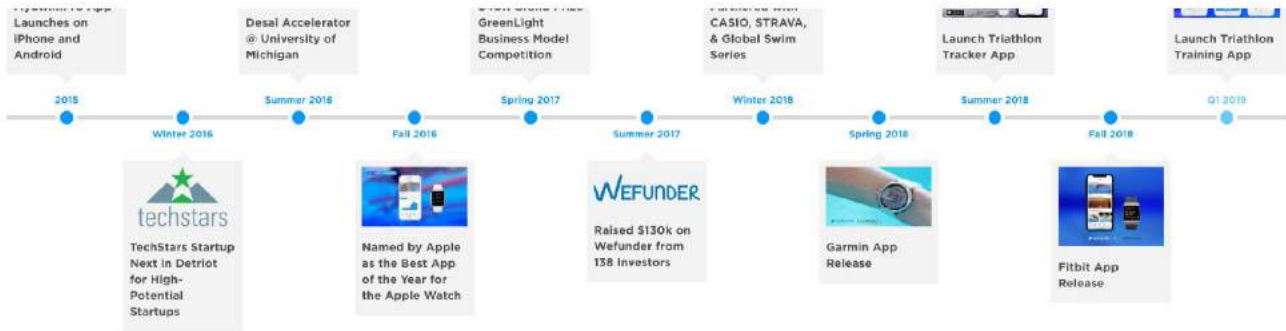 Launches on
iPhone and
Android
2015
Winter 2016
techstars
TechStars Startup
Next in Detriot
for High-
Potential
Startups
Desai Accelerator
@ University of
Michigan
Summer 2016
Fall 2016
Named by Apple
as the Best App
of the Year for
the Apple Watch
GreenLight
Business Model
Competition
Spring 2017
Summer 2017
WEFUNDER
Raised $130k on
Wefunder from
138 Investors
Partnered with
CASIO, STRAVA,
& Global Swim
Series
Winter 2018
Spring 2018
Garmin App
Release
Launch Triathlon
Tracker App
Summer 2018
Fall 2018
Fitbit App
Release
Launch Triathlon
Training App
Q1 2019